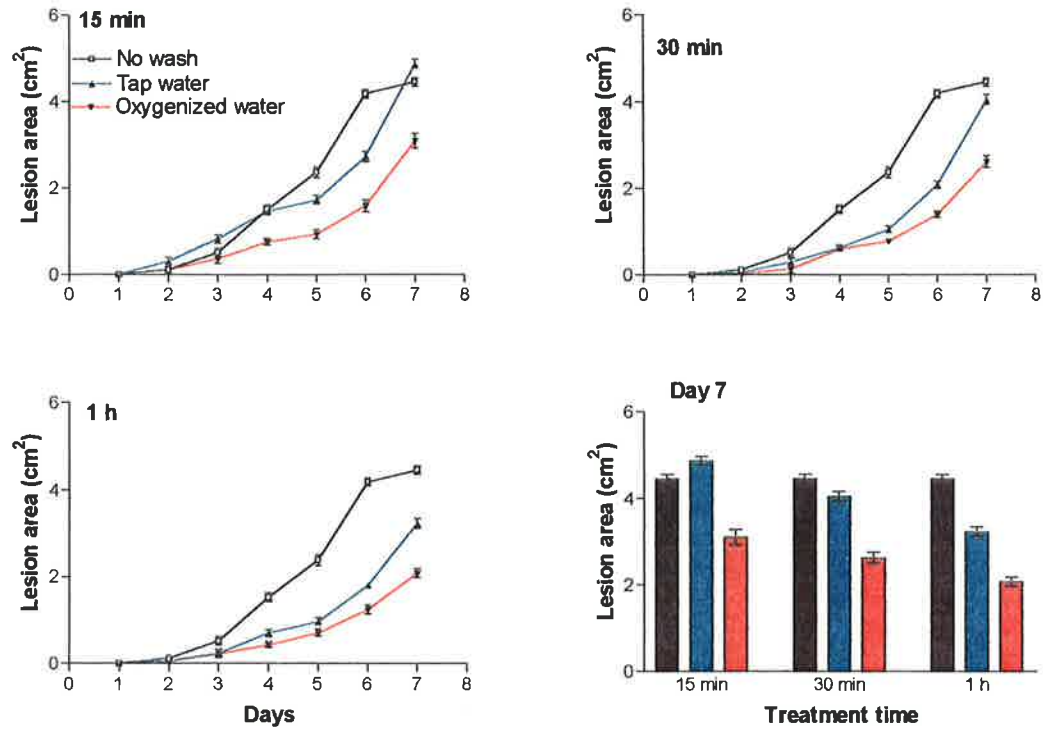 15 min
No wash
Tap water
Oxygenized water
Lesion area (cm²)
6
4
2
0
0 1 2 3 4 5 6 7 8
30 min
Lesion area (cm²)
6
4
2
0
0 1 2 3 4 5 6 7 8
1 h
Lesion area (cm²)
6
4
2
0
0 1 2 3 4 5 6 7 8
Days
Day 7
Lesion area (cm²)
6
4
2
0
15 min 30 min 1 h
Treatment time